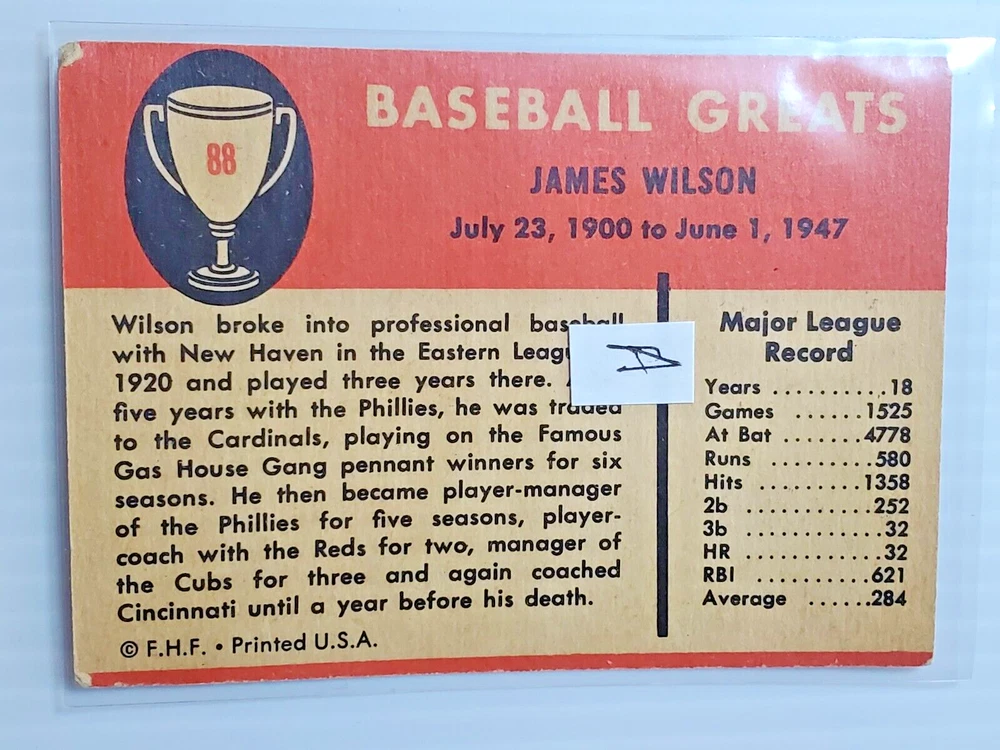 88
BASEBALL GREATS
JAMES WILSON
July 23, 1900 to June 1, 1947
Wilson broke into professional baseball
with New Haven in the Eastern
1920 and played three years there.
five years with the Phillies, he was traded
to the Cardinals, playing on the Famous
Gas House Gang pennant winners for six
seasons. He then became player-manager
of the Phillies for five seasons, player-
coach with the Reds for two, manager of
the Cubs for three and again coached
Cincinnati until a year before his death.
© F.H.F. • Printed U.S.A.
Major League
Record
Years ..........18
Games ......1525
At Bat .......4778
Runs .........580
Hits .........1358
2b ...........252
3b ............32
HR ............32
RBI ..........621
Average ......284